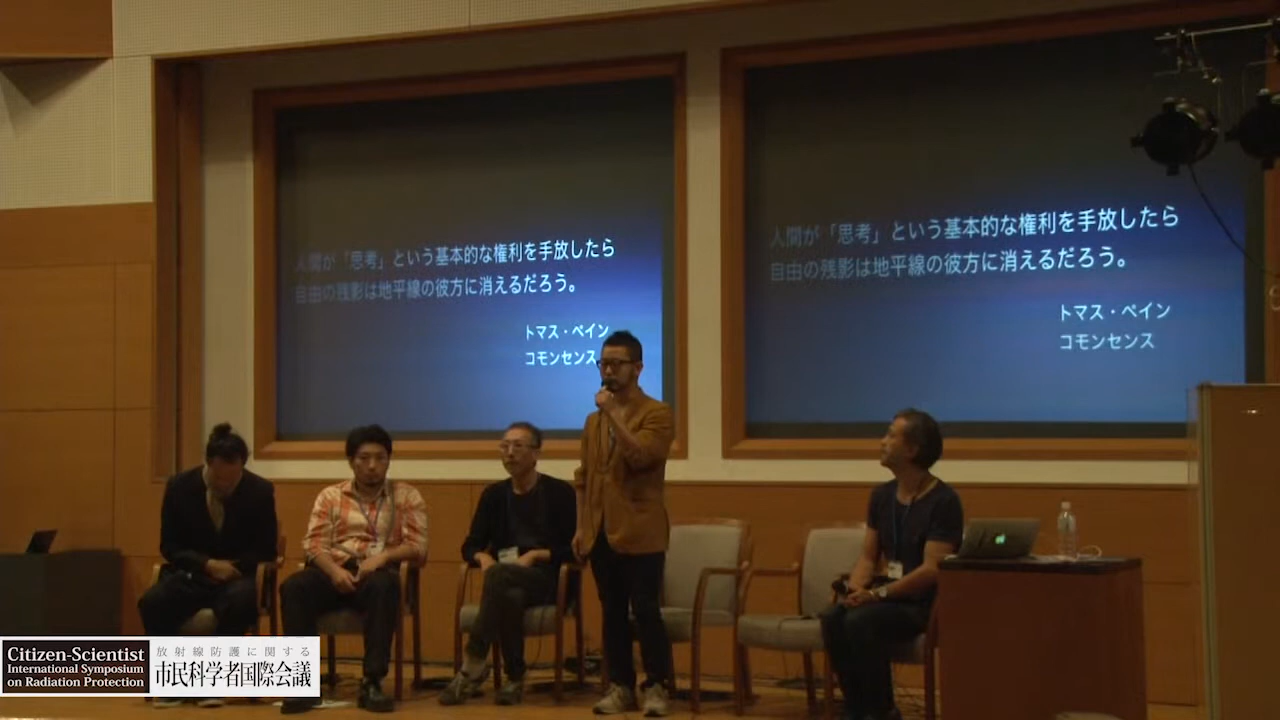 人間が「思考」という基本的な権利を手放したら
自由の残影は地平線の彼方に消えるだろう。
トマス・ペイン
コモンセンス
人間が「思考」という基本的な権利を手放したら
自由の残影は地平線の彼方に消えるだろう。
トマス・ペイン
コモンセンス
Citizen-Scientist
International Symposium
on Radiation Protection
放射線防護に関する
市民科学者国際会議